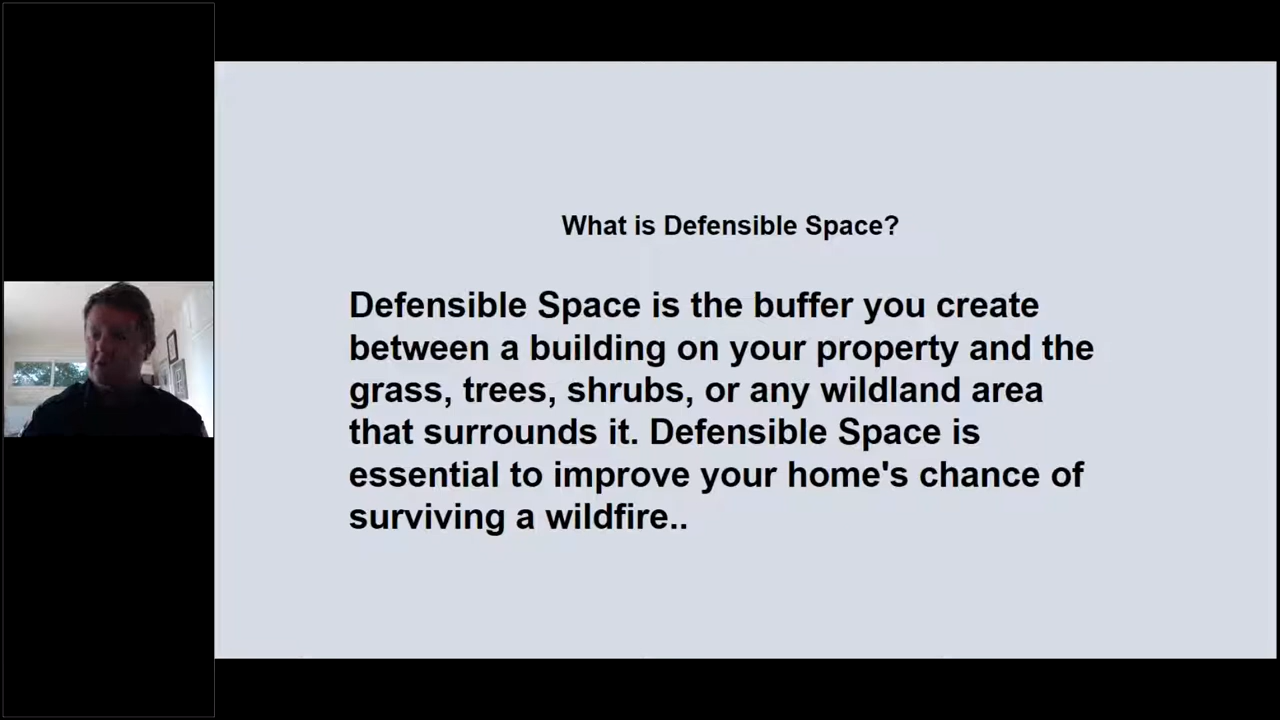 What is Defensible Space?
Defensible Space is the buffer you create
between a building on your property and the
grass, trees, shrubs, or any wildland area
that surrounds it. Defensible Space is
essential to improve your home's chance of
surviving a wildfire..